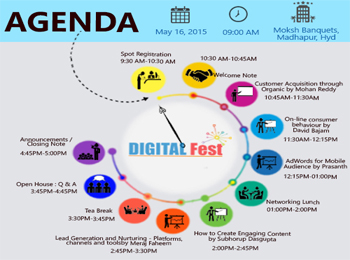 AGENDA
May 16, 2015
09:00 AM
Moksh Banquets,
Madhapur, Hyd
Spot Registration
9:30 AM-10:30 AM
10:30 AM-10:45AM
Welcome Note
Customer Acquisition through
Organic by Mohan Reddy
10:45AM-11:30AM
On-line consumer
behaviour by
David Bajam
11:30AM-12:15PM
AdWords for Mobile
Audience by Prasanth
12:15PM-01:00PM
Networking Lunch
01:00PM-02:00PM
How to Create Engaging Content
by Subhorup Dasgupta
2:00PM-2:45PM
Lead Generation and Nurturing - Platforms,
channels and toolsby Meraj Faheem
2:45PM-3:30PM
Tea Break
3:30PM-3:45PM
Open House : Q & A
3:45PM-4:45PM
Announcements /
Closing Note
4:45PM-5:00PM
DIGITAL Fest